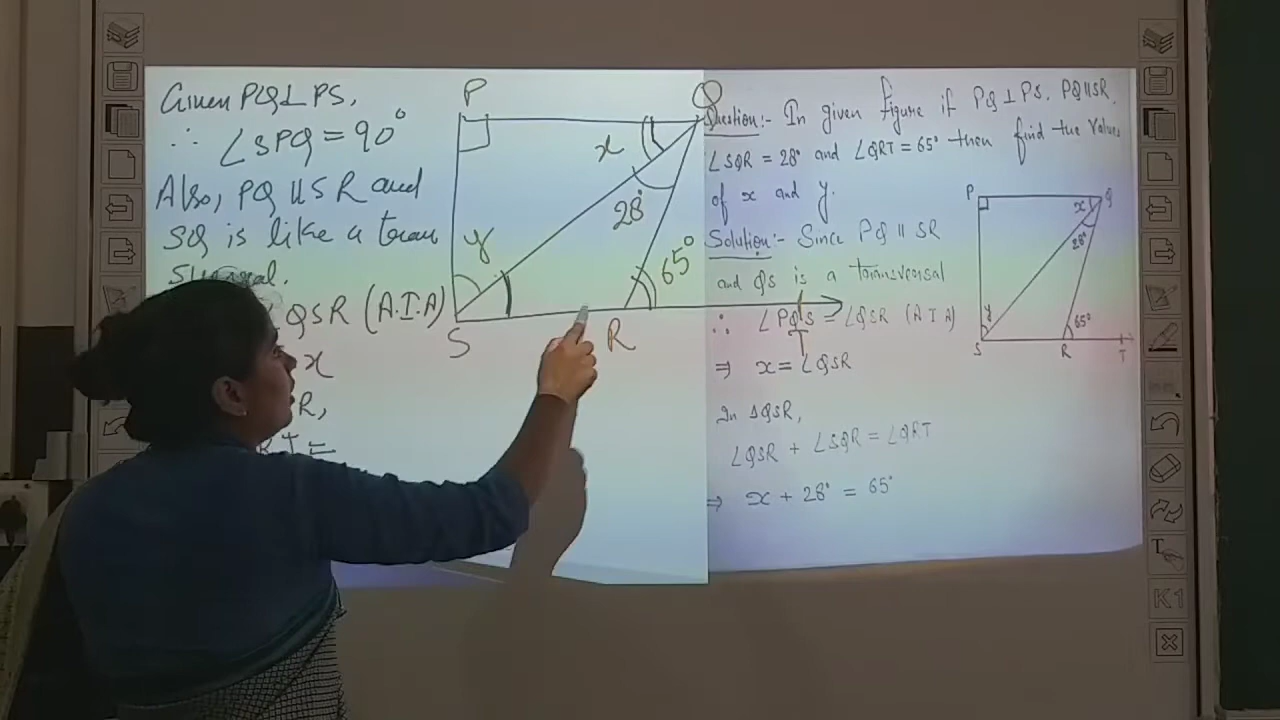 Given PQ⊥PS,
∴ ∠SPQ = 90°
Also, PQ ∥ SR and
SQ is like a tran
QSR (A.I.A)
x
R,
RT =
P
Q
x
28°
y
65°
S
R
T
Question:- In given figure if PQ ⊥ PS, PQ∥SR,
∠SQR = 28° and ∠QRT = 65° then find the values
of x and y.
Solution:- Since PQ ∥ SR
and QS is a transversal
∴ ∠PQS = ∠QSR (A I A)
⇒ x = ∠QSR
In ΔQSR,
∠QSR + ∠SQR = ∠QRT
⇒ x + 28° = 65°
P
Q
x
28°
y
65°
S
R
T
K1